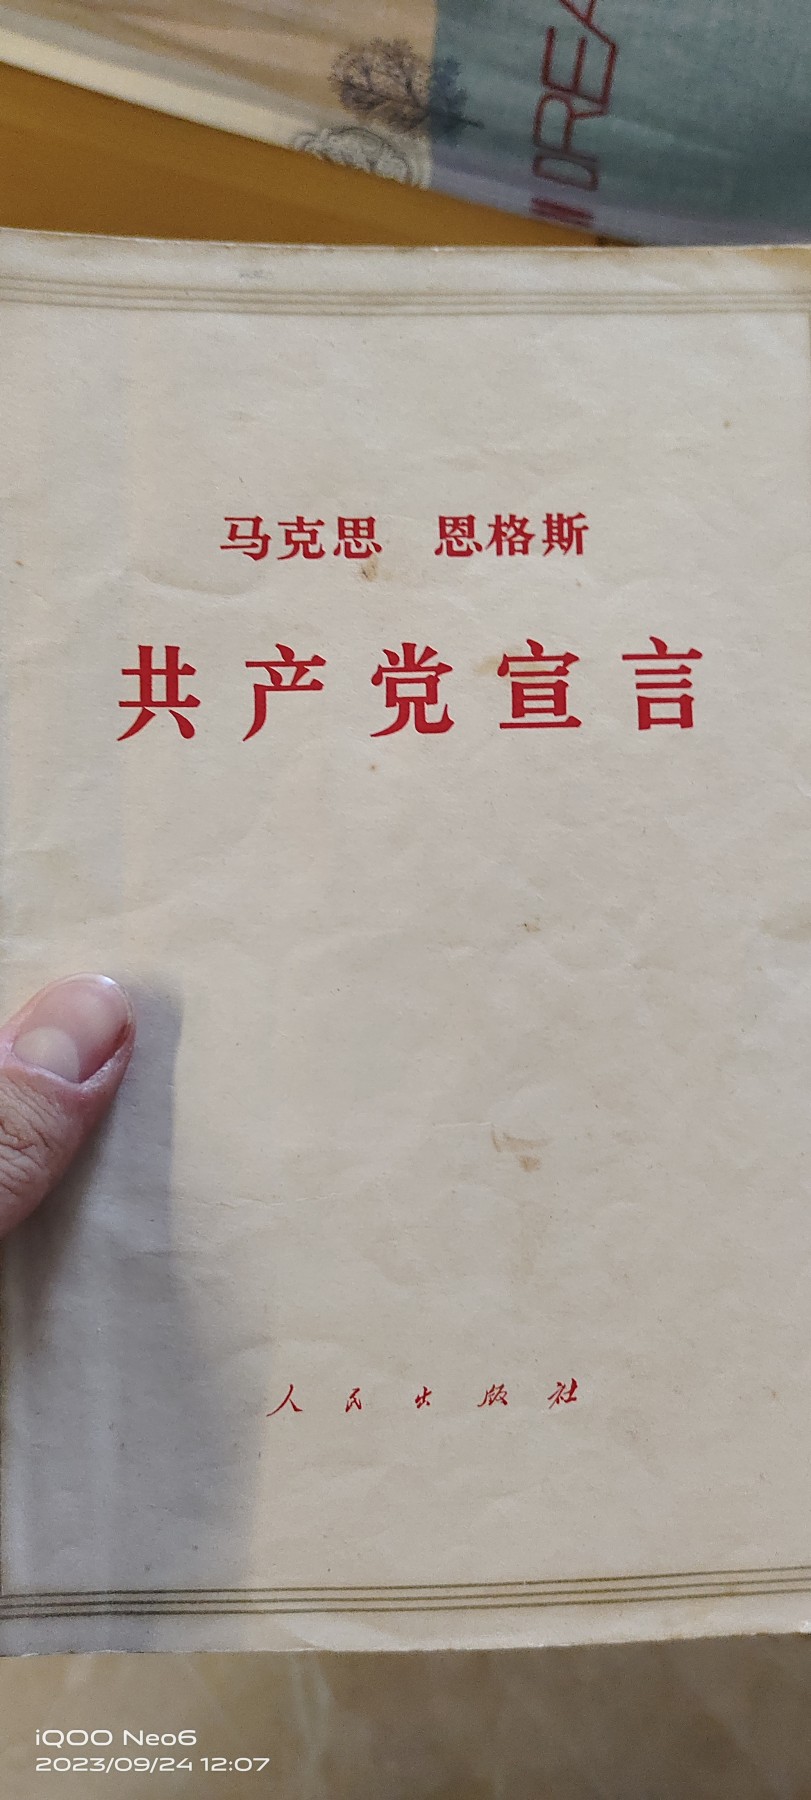 DREA
马克思 恩格斯
共产党宣言
人民出版社
iQOO Neo6
2023/09/24 12:07